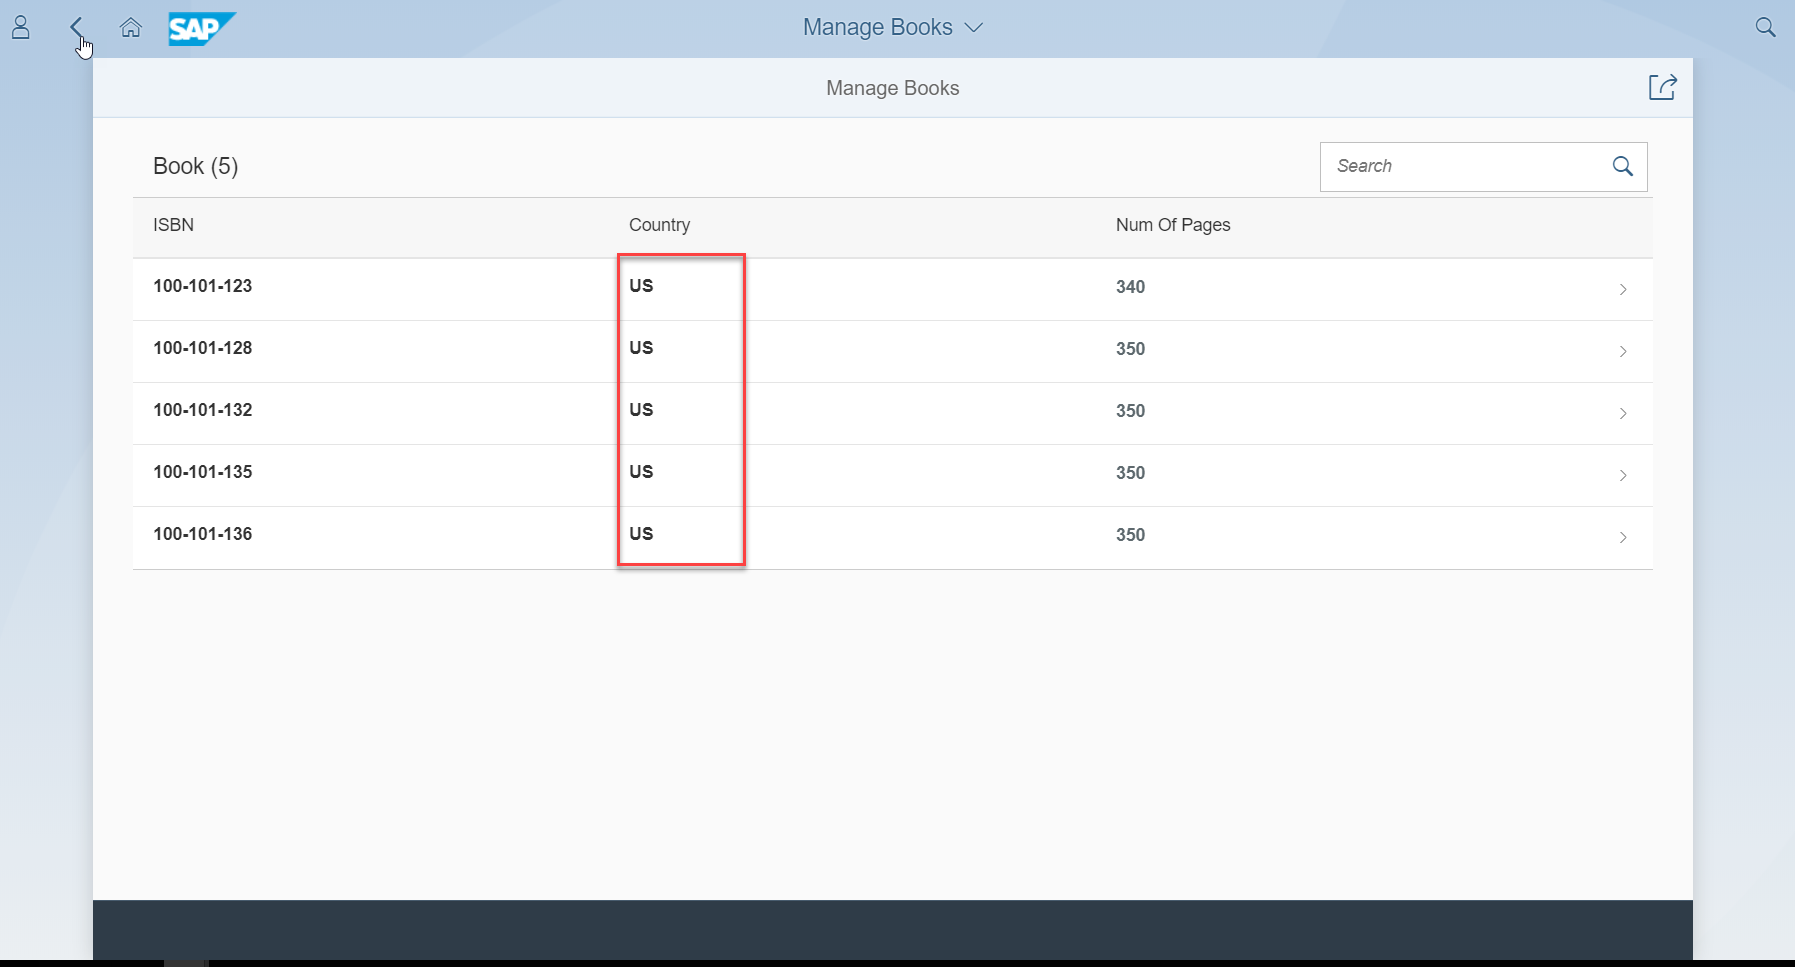 SAP Manage Books
Manage Books
Book (5) Search
ISBN Country Num Of Pages
100-101-123 US 340
100-101-128 US 350
100-101-132 US 350
100-101-135 US 350
100-101-136 US 350